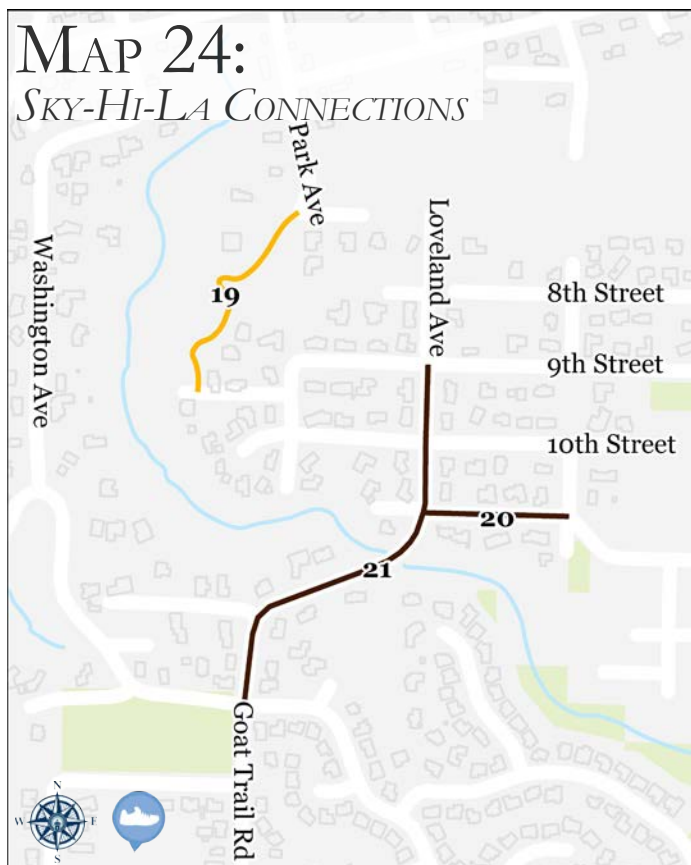 MAP 24:
SKY-HI-LA CONNECTIONS
Park Ave
Loveland Ave
Washington Ave
19
8th Street
9th Street
10th Street
20
21
Goat Trail Rd
N
W E
S